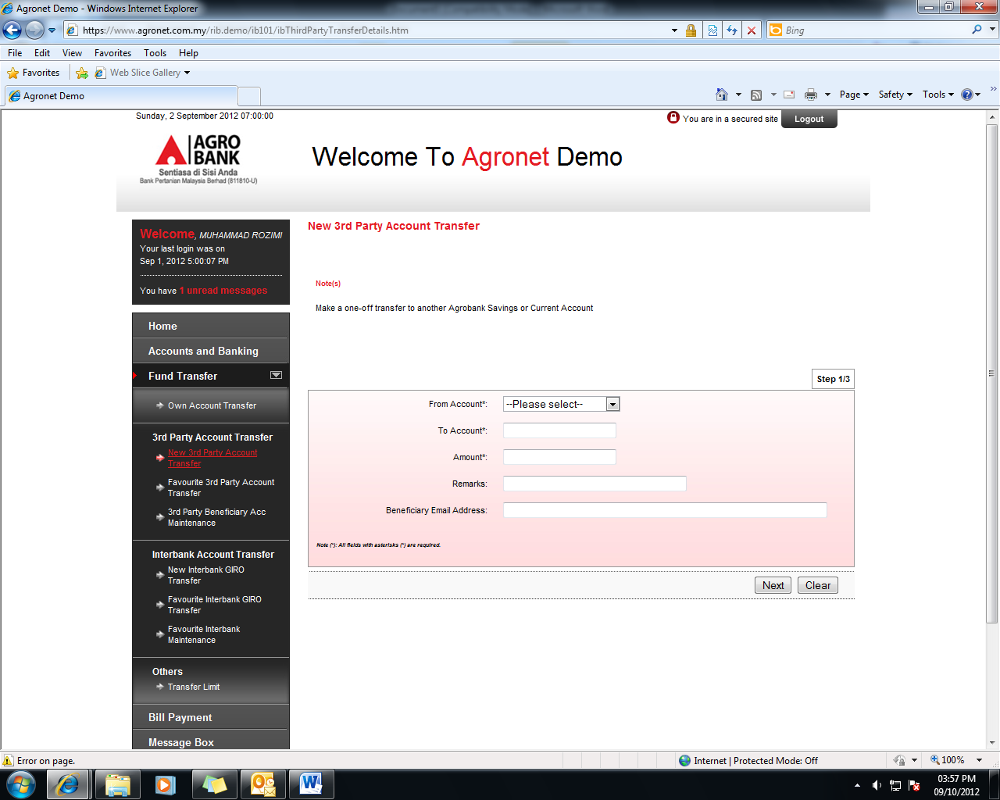 Agronet Demo - Windows Internet Explorer
https://www.agronet.com.my/rib.demo/ib101/ibThirdPartyTransferDetails.htm
Bing
File Edit View Favorites Tools Help
Favorites Web Slice Gallery
Agronet Demo
Page Safety Tools
Sunday, 2 September 2012 07:00:00
You are in a secured site
Logout
AGRO
BANK
Sentiasa di Sisi Anda
Bank Pertanian Malaysia Berhad (811810-U)
Welcome To Agronet Demo
Welcome, MUHAMMAD ROZIMI
Your last login was on
Sep 1, 2012 5:00:07 PM
You have 1 unread messages
Home
Accounts and Banking
Fund Transfer
Own Account Transfer
3rd Party Account Transfer
New 3rd Party Account
Transfer
Favourite 3rd Party Account
Transfer
3rd Party Beneficiary Acc
Maintenance
Interbank Account Transfer
New Interbank GIRO
Transfer
Favourite Interbank GIRO
Transfer
Favourite Interbank
Maintenance
Others
Transfer Limit
Bill Payment
Message Box
New 3rd Party Account Transfer
Note(s)
Make a one-off transfer to another Agrobank Savings or Current Account
Step 1/3
From Account*: --Please select--
To Account*:
Amount*:
Remarks:
Beneficiary Email Address:
Note (*): All fields with asterisks (*) are required.
Next Clear
Error on page.
Internet | Protected Mode: Off
100%
03:57 PM
09/10/2012